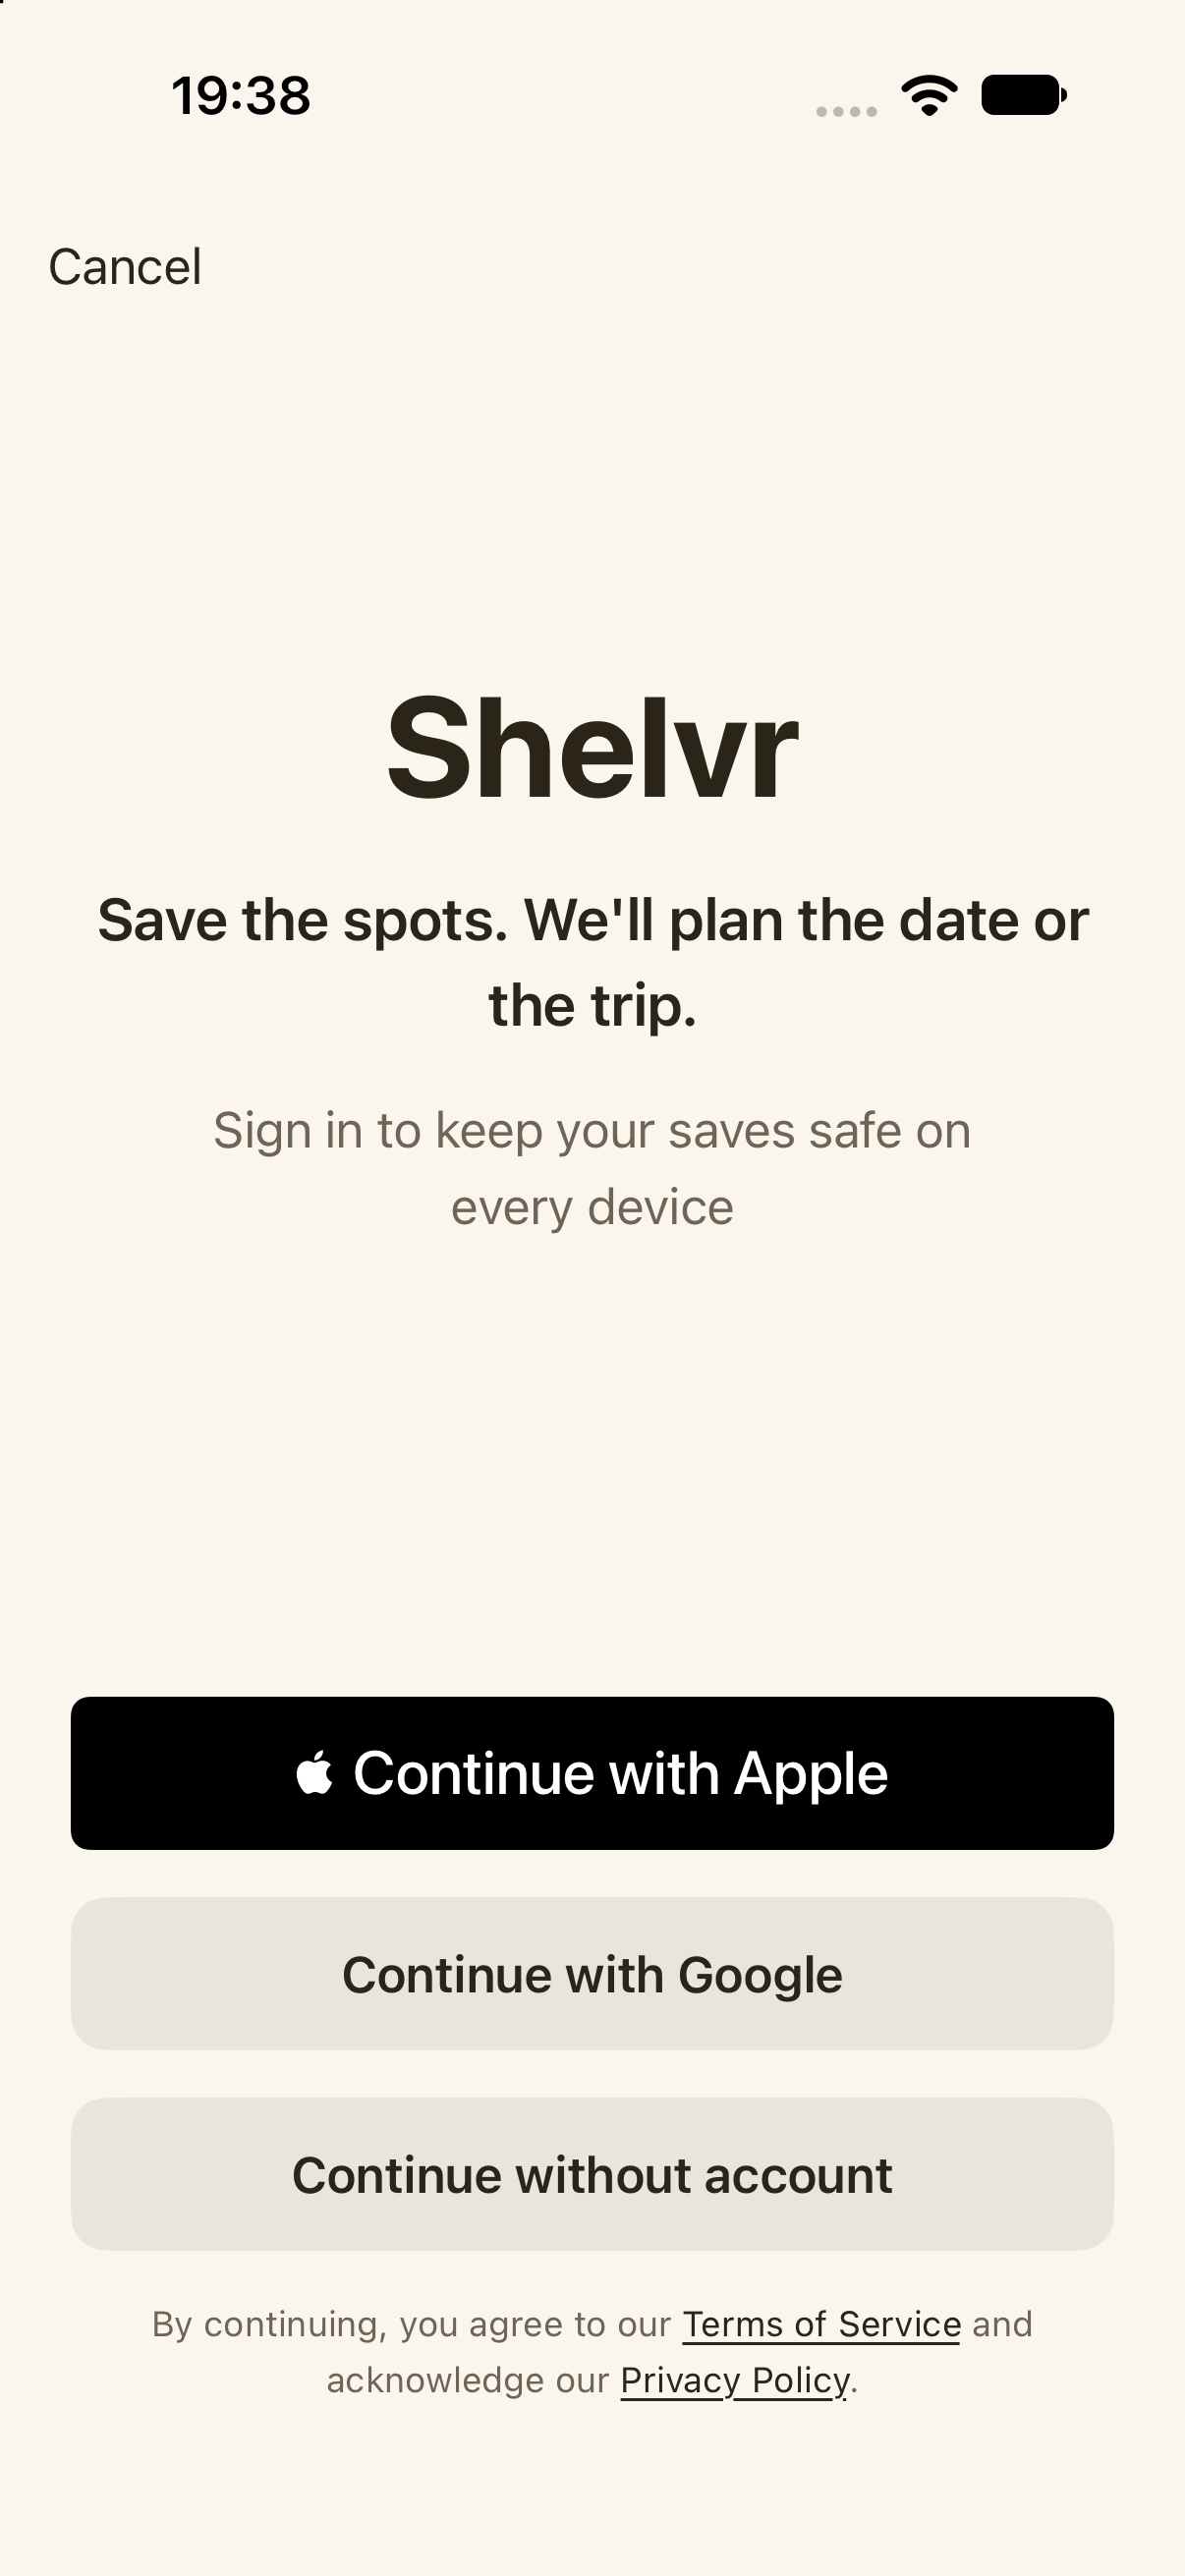 19:38
Cancel
Shelvr
Save the spots. We'll plan the date or
the trip.
Sign in to keep your saves safe on
every device
Continue with Apple
Continue with Google
Continue without account
By continuing, you agree to our Terms of Service and
acknowledge our Privacy Policy.